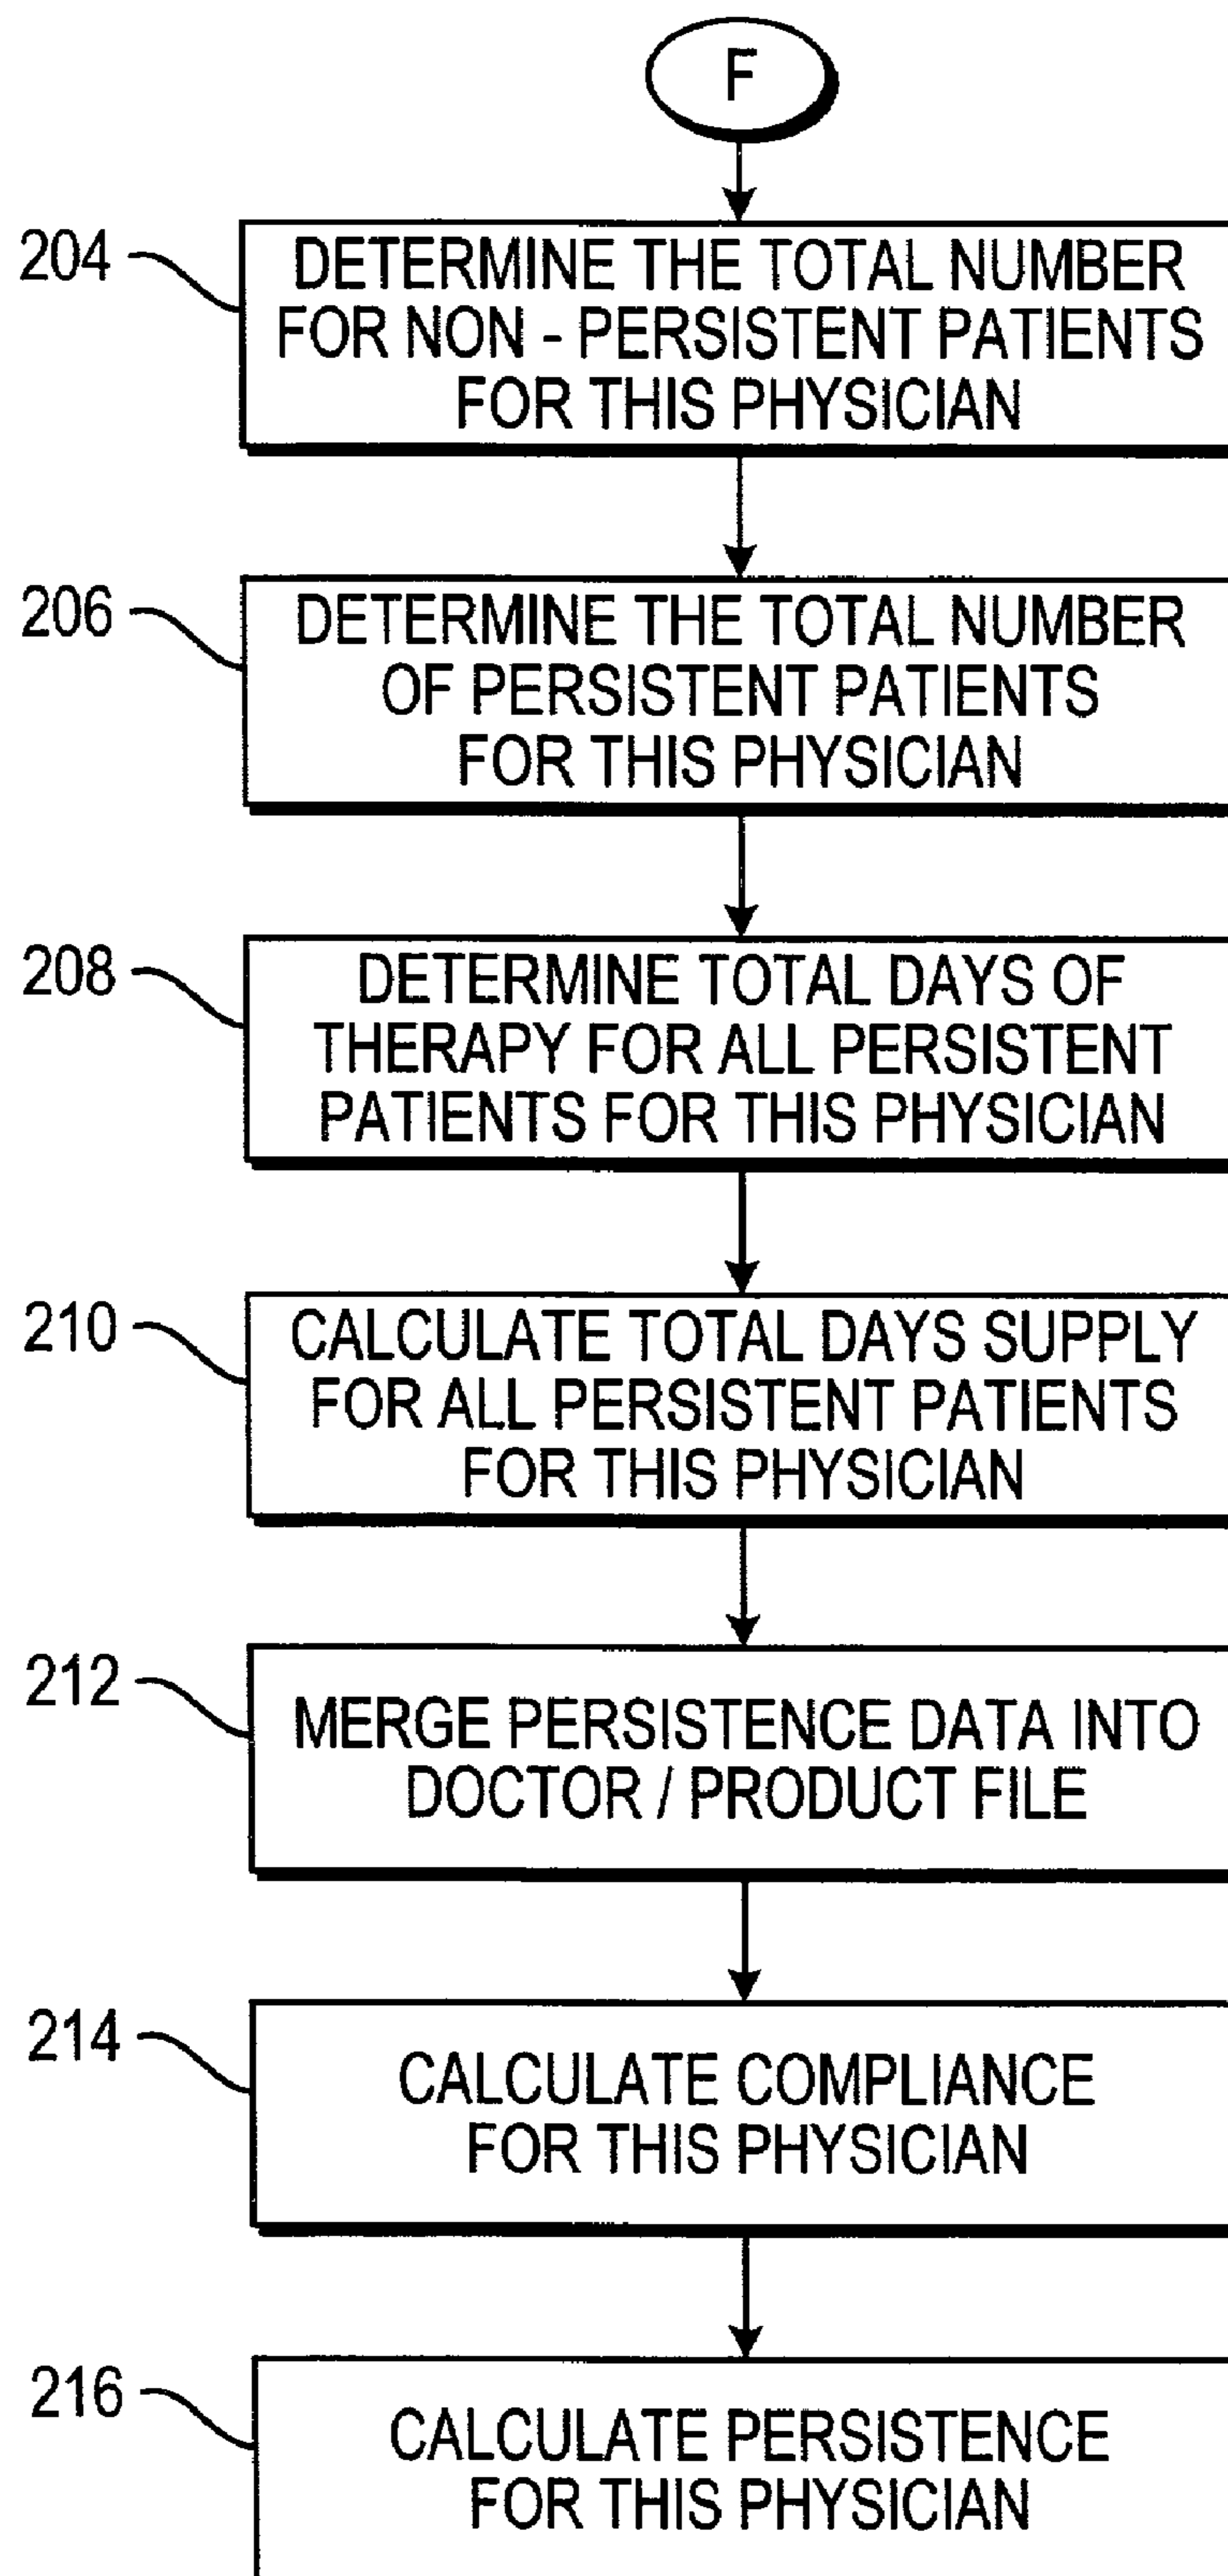 F
204
DETERMINE THE TOTAL NUMBER
FOR NON - PERSISTENT PATIENTS
FOR THIS PHYSICIAN
206
DETERMINE THE TOTAL NUMBER
OF PERSISTENT PATIENTS
FOR THIS PHYSICIAN
208
DETERMINE TOTAL DAYS OF
THERAPY FOR ALL PERSISTENT
PATIENTS FOR THIS PHYSICIAN
210
CALCULATE TOTAL DAYS SUPPLY
FOR ALL PERSISTENT PATIENTS
FOR THIS PHYSICIAN
212
MERGE PERSISTENCE DATA INTO
DOCTOR / PRODUCT FILE
214
CALCULATE COMPLIANCE
FOR THIS PHYSICIAN
216
CALCULATE PERSISTENCE
FOR THIS PHYSICIAN